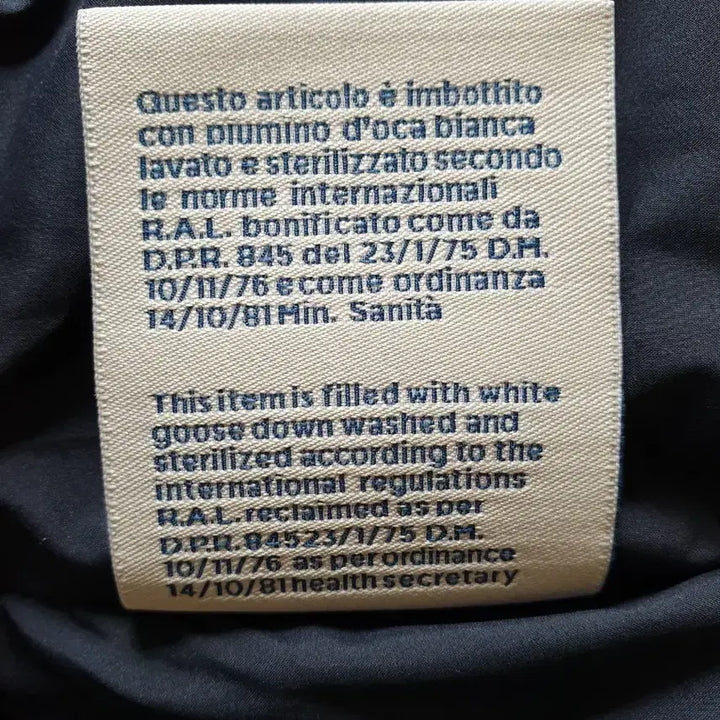 Questo articolo è imbottito
con piumino d'oca bianca
lavato e sterilizzato secondo
le norme internazionali
R.A.L. bonificato come da
D.P.R. 845 del 23/1/75 D.M.
10/11/76 e come ordinanza
14/10/81 Min. Sanità
This item is filled with white
goose down washed and
sterilized according to the
international regulations
R.A.L. reclaimed as per
D.P.R. 845 23/1/75 D.M.
10/11/76 as per ordinance
14/10/81 health secretary